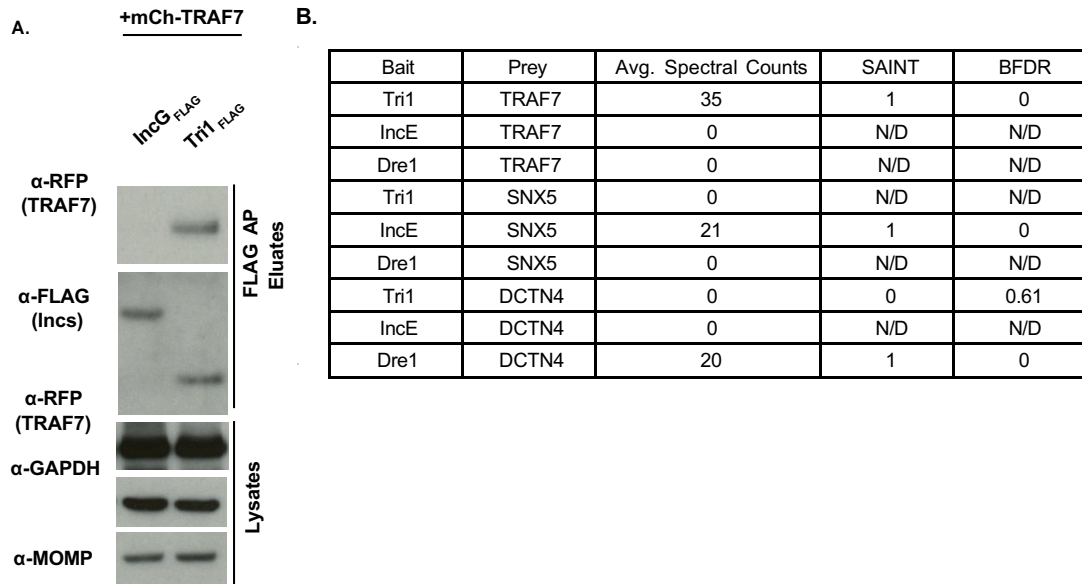 A.
+mCh-TRAF7
IncG FLAG
Tri1 FLAG
α-RFP
(TRAF7)
α-FLAG
(Incs)
α-RFP
(TRAF7)
α-GAPDH
α-MOMP
FLAG AP
Eluates
Lysates
B.
Bait Prey Avg. Spectral Counts SAINT BFDR
Tri1 TRAF7 35 1 0
IncE TRAF7 0 N/D N/D
Dre1 TRAF7 0 N/D N/D
Tri1 SNX5 0 N/D N/D
IncE SNX5 21 1 0
Dre1 SNX5 0 N/D N/D
Tri1 DCTN4 0 0 0.61
IncE DCTN4 0 N/D N/D
Dre1 DCTN4 20 1 0